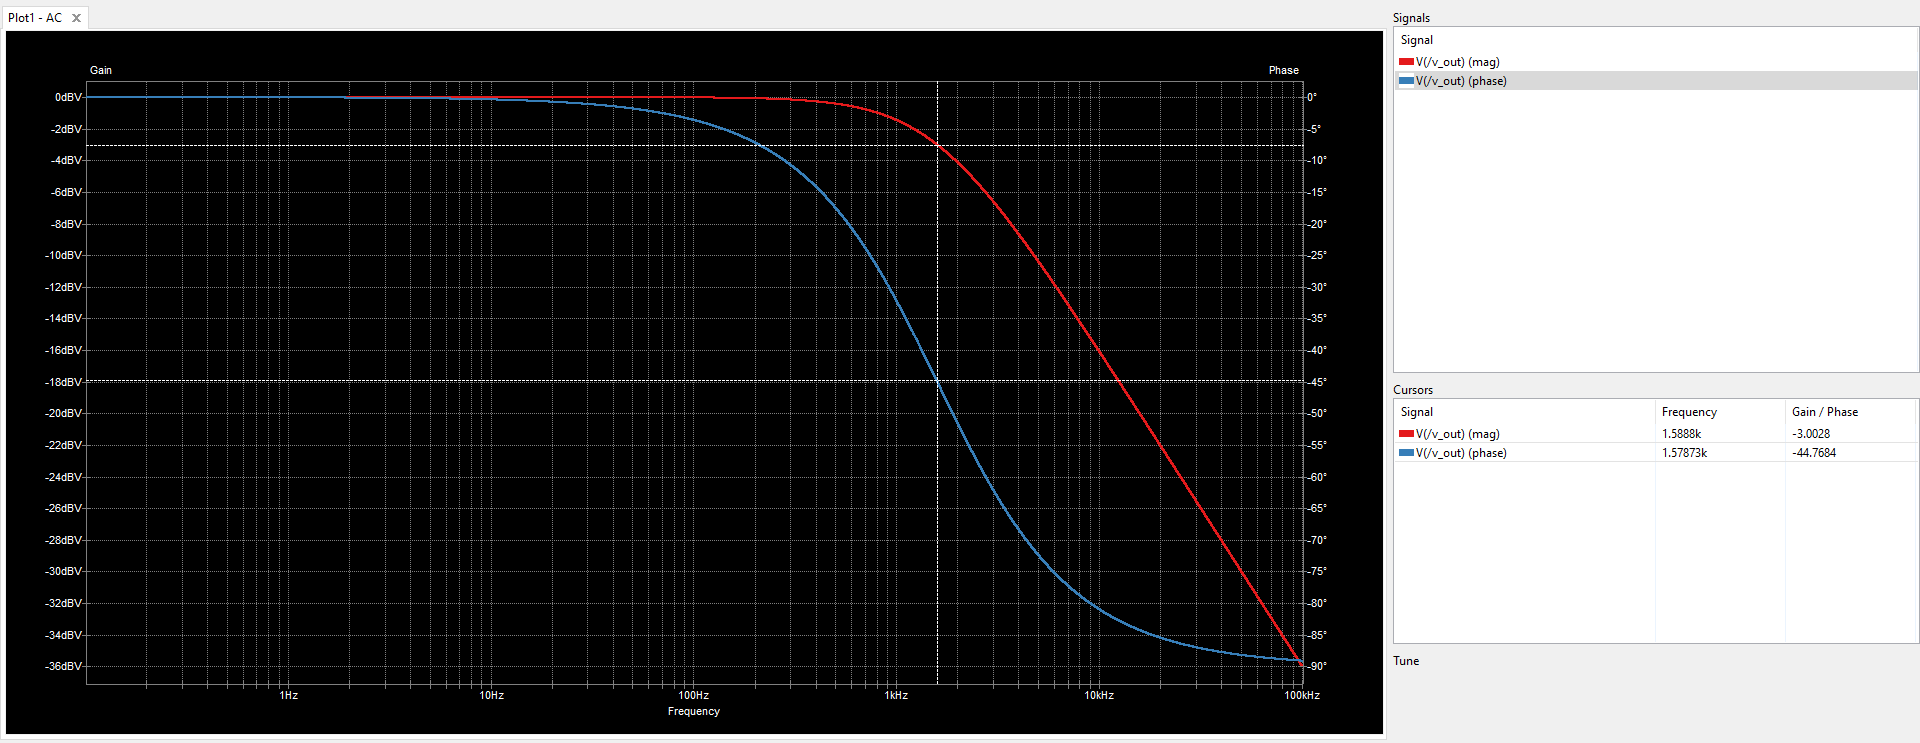 Plot1 - AC
Gain
Phase
0dBV
-2dBV
-4dBV
-6dBV
-8dBV
-10dBV
-12dBV
-14dBV
-16dBV
-18dBV
-20dBV
-22dBV
-24dBV
-26dBV
-28dBV
-30dBV
-32dBV
-34dBV
-36dBV
0°
-5°
-10°
-15°
-20°
-25°
-30°
-35°
-40°
-45°
-50°
-55°
-60°
-65°
-70°
-75°
-80°
-85°
-90°
1Hz 10Hz 100Hz 1kHz 10kHz 100kHz
Frequency
Signals
Signal
V(/v_out) (mag)
V(/v_out) (phase)
Cursors
Signal Frequency Gain / Phase
V(/v_out) (mag) 1.5888k -3.0028
V(/v_out) (phase) 1.57873k -44.7684
Tune